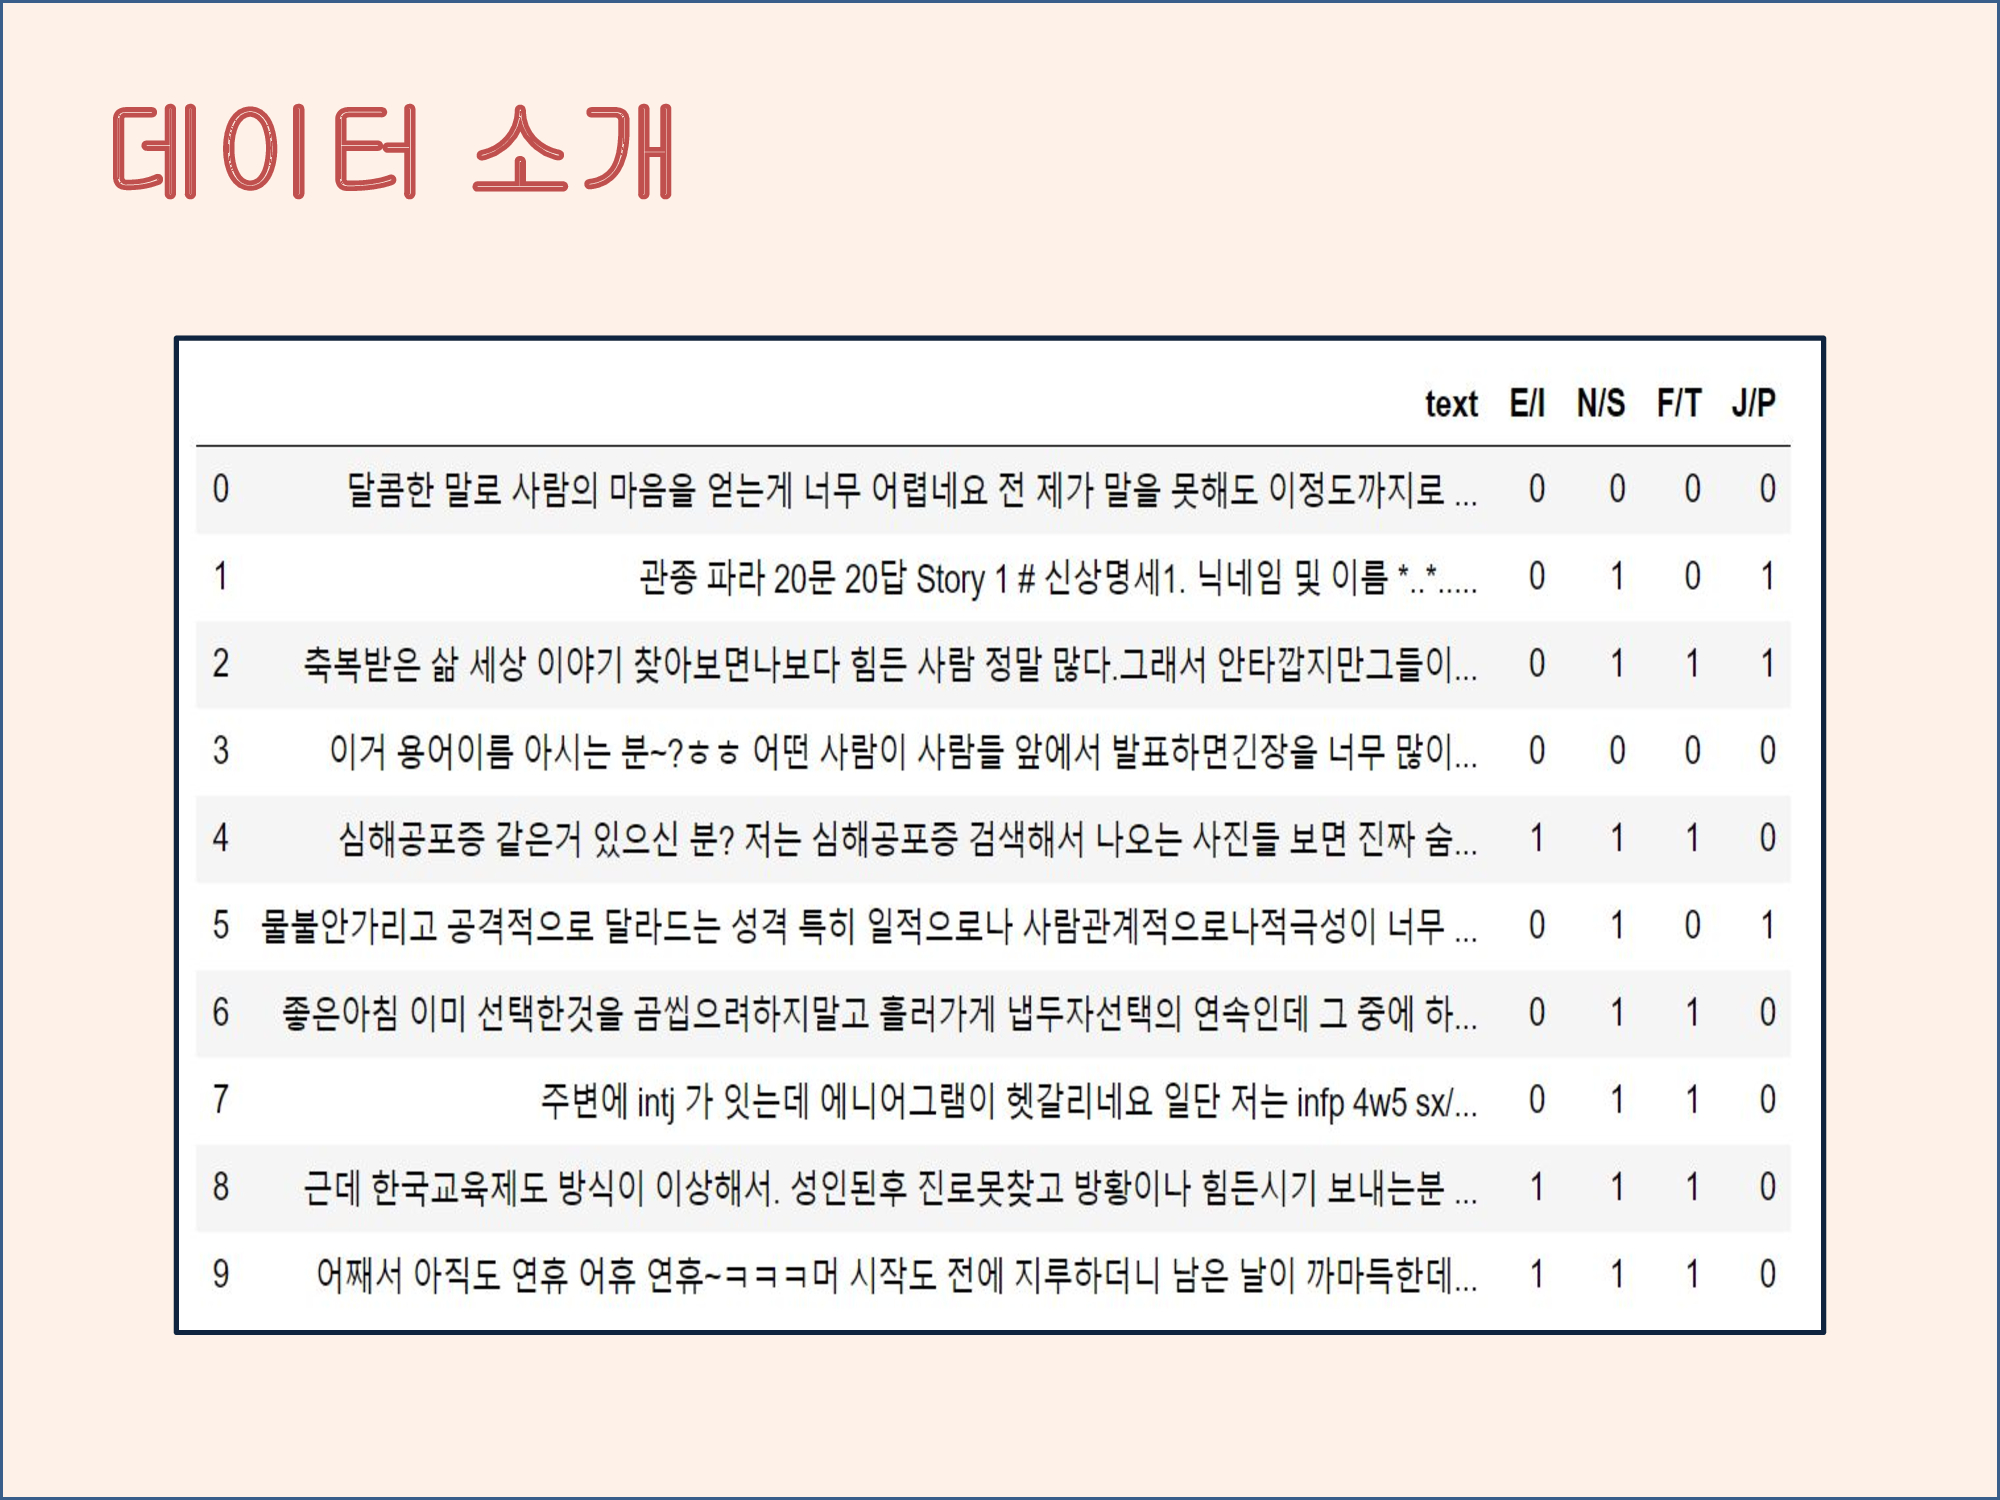 데이터 소개
text E/I N/S F/T J/P
0 달콤한 말로 사람의 마음을 얻는게 너무 어렵네요 전 제가 말을 못해도 이정도까지로 ... 0 0 0 0
1 관종 파라 20문 20답 Story 1 # 신상명세1. 닉네임 및 이름 *..*..... 0 1 0 1
2 축복받은 삶 세상 이야기 찾아보면나보다 힘든 사람 정말 많다.그래서 안타깝지만그들이... 0 1 1 1
3 이거 용어이름 아시는 분~?ㅎㅎ 어떤 사람이 사람들 앞에서 발표하면긴장을 너무 많이... 0 0 0 0
4 심해공포증 같은거 있으신 분? 저는 심해공포증 검색해서 나오는 사진들 보면 진짜 숨... 1 1 1 0
5 물불안가리고 공격적으로 달라드는 성격 특히 일적으로나 사람관계적으로나적극성이 너무 ... 0 1 0 1
6 좋은아침 이미 선택한것을 곰씹으려하지말고 흘러가게 냅두자선택의 연속인데 그 중에 하... 0 1 1 0
7 주변에 intj 가 잇는데 에니어그램이 헷갈리네요 일단 저는 infp 4w5 sx/... 0 1 1 0
8 근데 한국교육제도 방식이 이상해서. 성인된후 진로못찾고 방황이나 힘든시기 보내는분 ... 1 1 1 0
9 어째서 아직도 연휴 어휴 연휴~ㅋㅋㅋ머 시작도 전에 지루하더니 남은 날이 까마득한데... 1 1 1 0